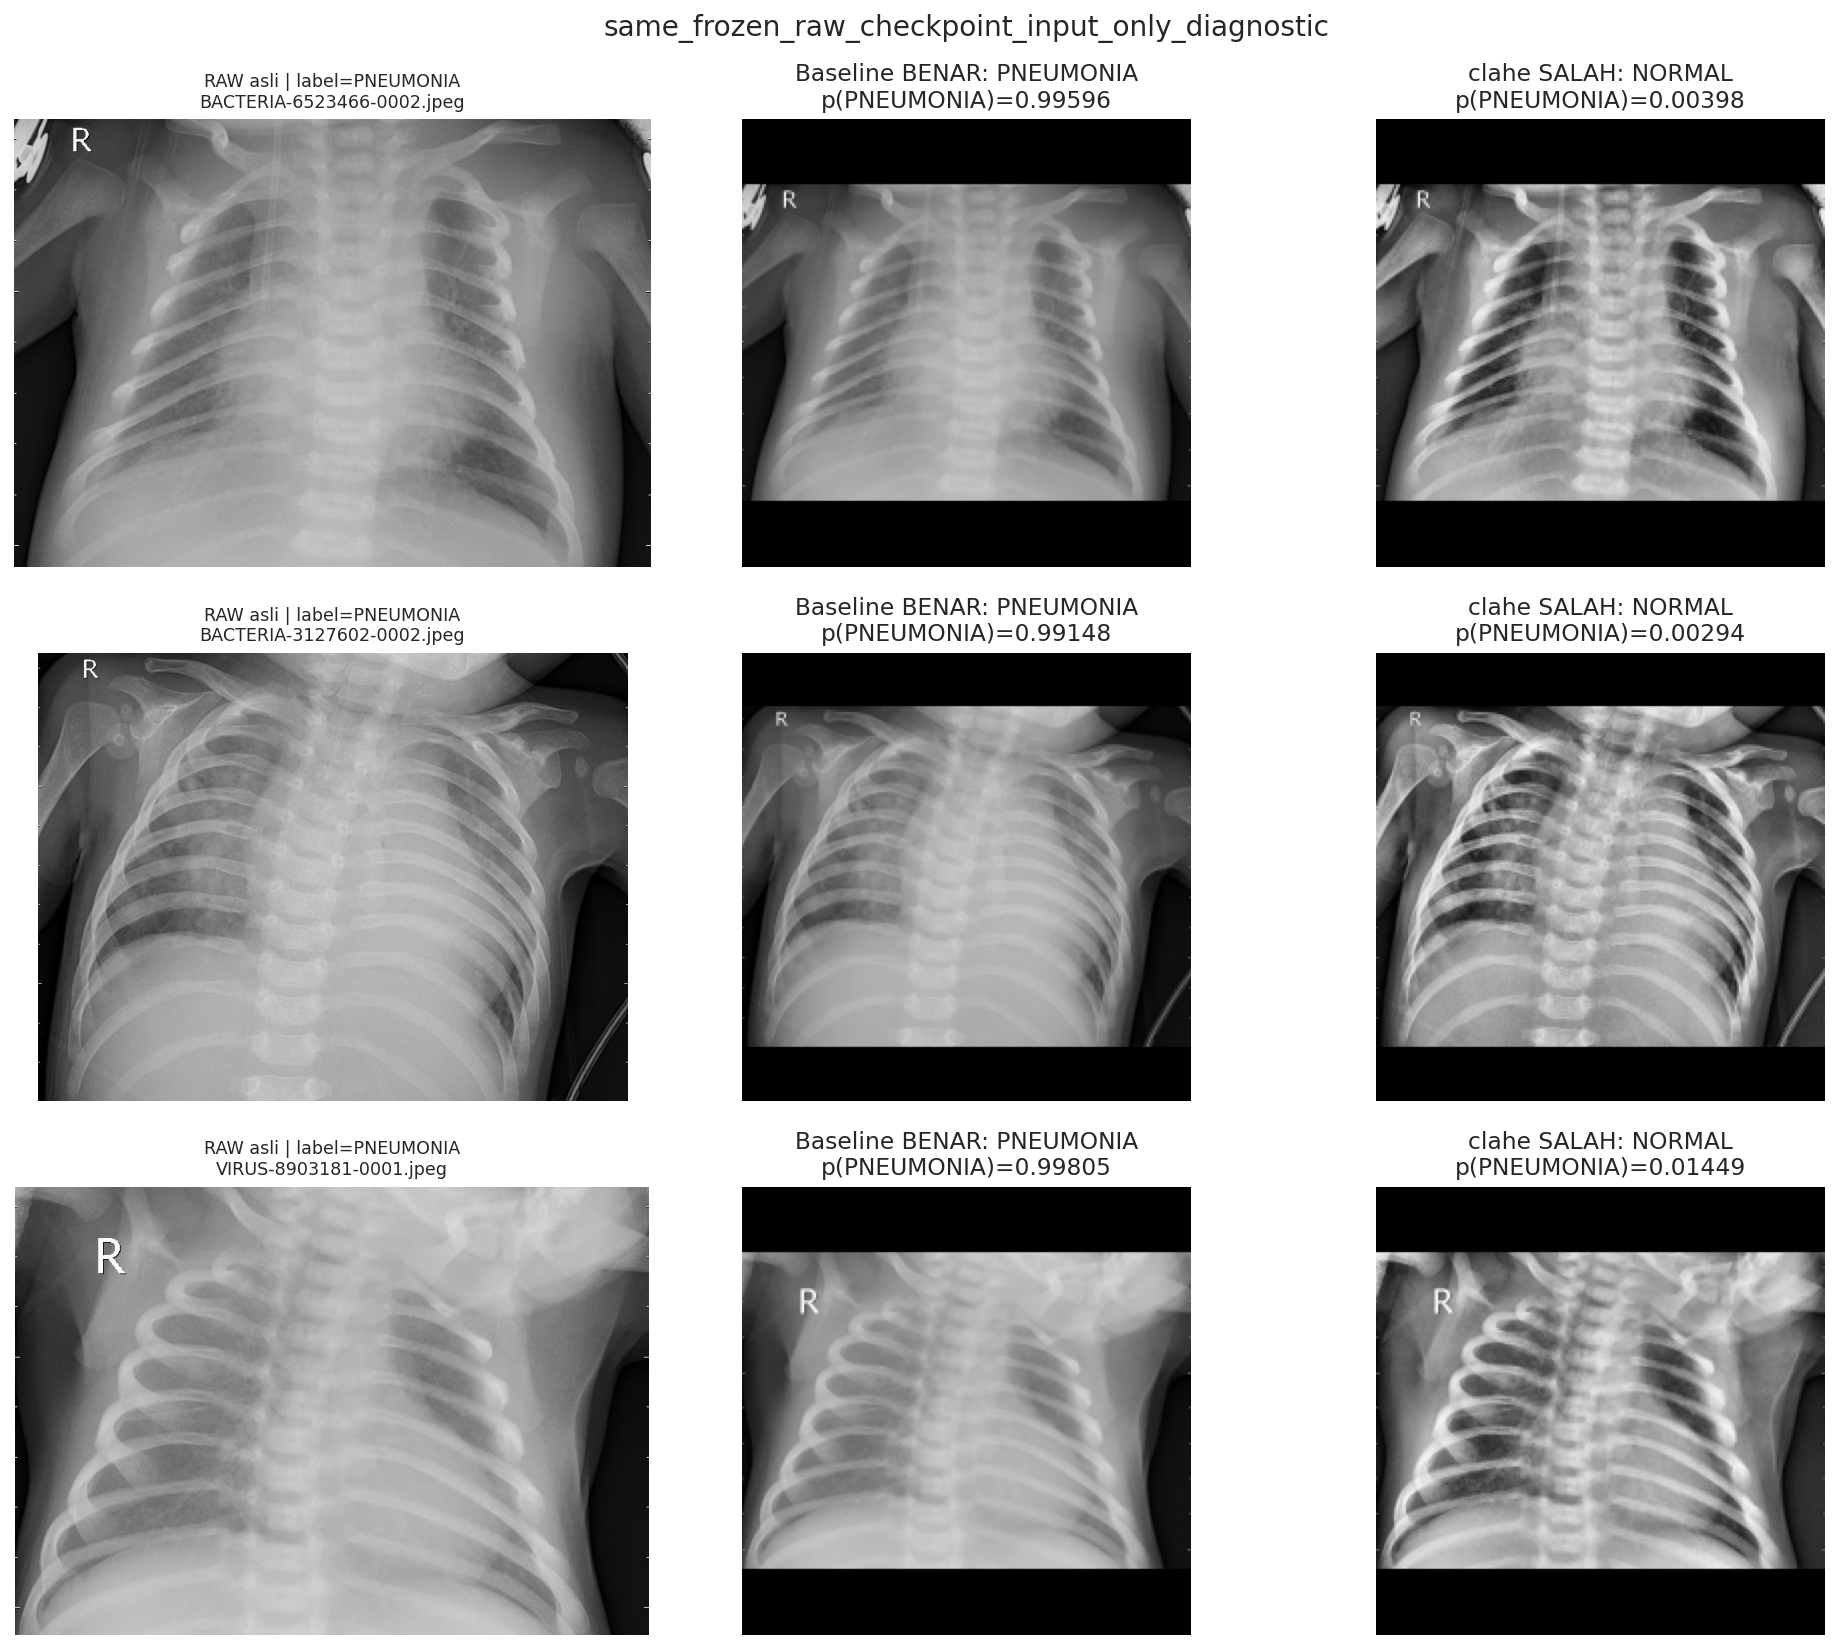 same_frozen_raw_checkpoint_input_only_diagnostic
RAW asli | label=PNEUMONIA
BACTERIA-6523466-0002.jpeg
Baseline BENAR: PNEUMONIA
p(PNEUMONIA)=0.99596
clahe SALAH: NORMAL
p(PNEUMONIA)=0.00398
R
R
R
RAW asli | label=PNEUMONIA
BACTERIA-3127602-0002.jpeg
Baseline BENAR: PNEUMONIA
p(PNEUMONIA)=0.99148
clahe SALAH: NORMAL
p(PNEUMONIA)=0.00294
R
R
R
RAW asli | label=PNEUMONIA
VIRUS-8903181-0001.jpeg
Baseline BENAR: PNEUMONIA
p(PNEUMONIA)=0.99805
clahe SALAH: NORMAL
p(PNEUMONIA)=0.01449
R
R
R